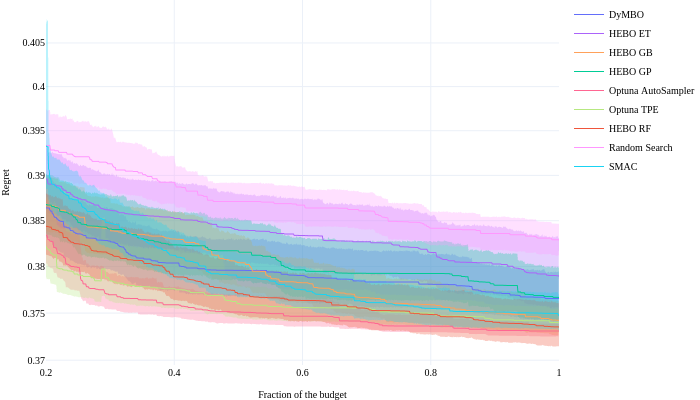 0.405
0.4
0.395
0.39
0.385
0.38
0.375
0.37
Regret
0.2
0.4
0.6
0.8
1
Fraction of the budget
DyMBO
HEBO ET
HEBO GB
HEBO GP
Optuna AutoSampler
Optuna TPE
HEBO RF
Random Search
SMAC